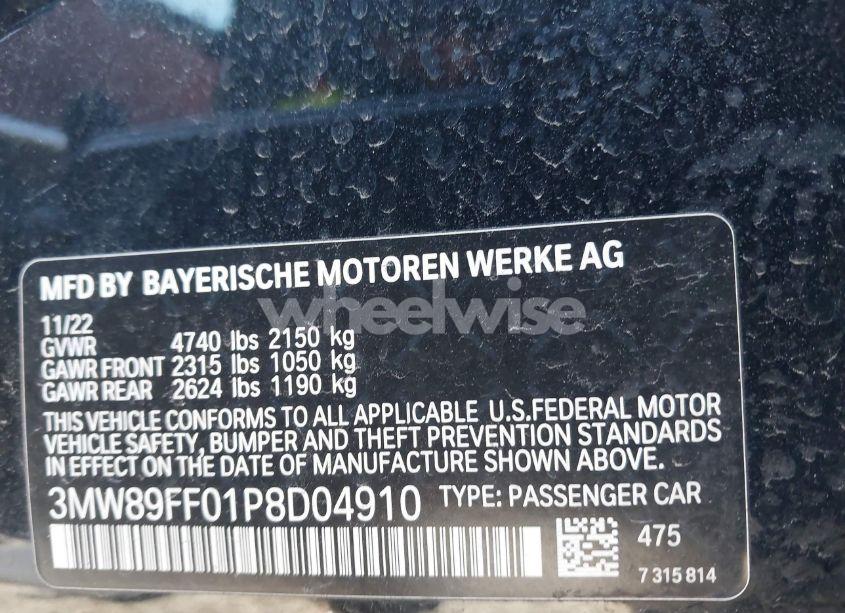 MFD BY BAYERISCHE MOTOREN WERKE AG
wheelwise
11/22
GVWR 4740 lbs 2150 kg
GAWR FRONT 2315 lbs 1050 kg
GAWR REAR 2624 lbs 1190 kg
THIS VEHICLE CONFORMS TO ALL APPLICABLE U.S.FEDERAL MOTOR
VEHICLE SAFETY, BUMPER AND THEFT PREVENTION STANDARDS
IN EFFECT ON THE DATE OF MANUFACTURE SHOWN ABOVE.
3MW89FF01P8D04910 TYPE: PASSENGER CAR
475
7 315 814